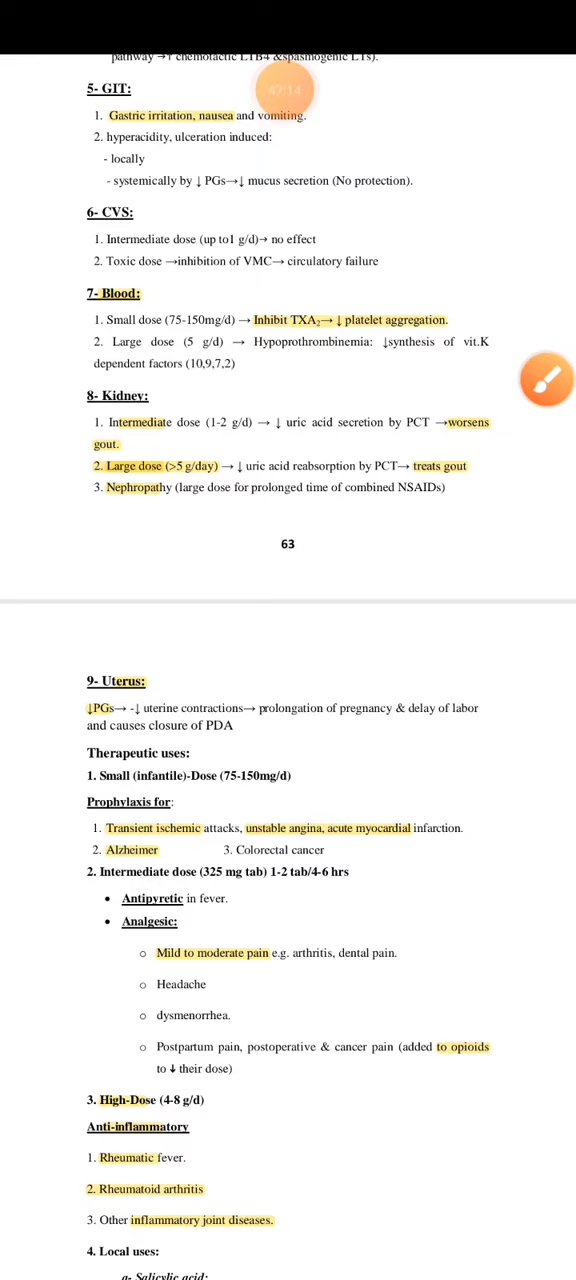 pathway →↑ chemotactic LTB4 &spasmogenic LTs).
5- GIT:
47:14
1. Gastric irritation, nausea and vomiting.
2. hyperacidity, ulceration induced:
- locally
- systemically by ↓ PGs→↓ mucus secretion (No protection).
6- CVS:
1. Intermediate dose (up to1 g/d)→ no effect
2. Toxic dose →inhibition of VMC→ circulatory failure
7- Blood:
1. Small dose (75-150mg/d) → Inhibit TXA₂→ ↓ platelet aggregation.
2. Large dose (5 g/d) → Hypoprothrombinemia: ↓synthesis of vit.K
dependent factors (10,9,7,2)
8- Kidney:
1. Intermediate dose (1-2 g/d) → ↓ uric acid secretion by PCT →worsens
gout.
2. Large dose (>5 g/day) → ↓ uric acid reabsorption by PCT→ treats gout
3. Nephropathy (large dose for prolonged time of combined NSAIDs)
63
9- Uterus:
↓PGs→ -↓ uterine contractions→ prolongation of pregnancy & delay of labor
and causes closure of PDA
Therapeutic uses:
1. Small (infantile)-Dose (75-150mg/d)
Prophylaxis for:
1. Transient ischemic attacks, unstable angina, acute myocardial infarction.
2. Alzheimer 3. Colorectal cancer
2. Intermediate dose (325 mg tab) 1-2 tab/4-6 hrs
• Antipyretic in fever.
• Analgesic:
o Mild to moderate pain e.g. arthritis, dental pain.
o Headache
o dysmenorrhea.
o Postpartum pain, postoperative & cancer pain (added to opioids
to ↓ their dose)
3. High-Dose (4-8 g/d)
Anti-inflammatory
1. Rheumatic fever.
2. Rheumatoid arthritis
3. Other inflammatory joint diseases.
4. Local uses:
a- Salicylic acid: